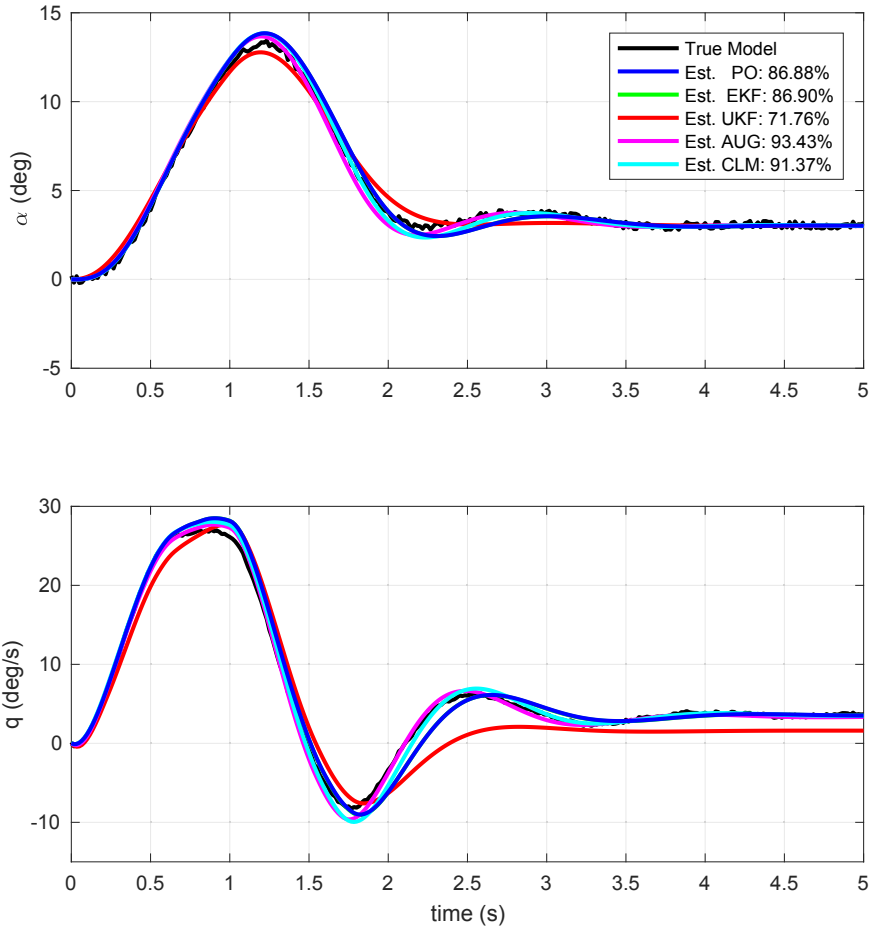 15
10
5
0
-5
α (deg)
True Model
Est. PO: 86.88%
Est. EKF: 86.90%
Est. UKF: 71.76%
Est. AUG: 93.43%
Est. CLM: 91.37%
0 0.5 1 1.5 2 2.5 3 3.5 4 4.5 5
30
20
10
0
-10
q (deg/s)
0 0.5 1 1.5 2 2.5 3 3.5 4 4.5 5
time (s)